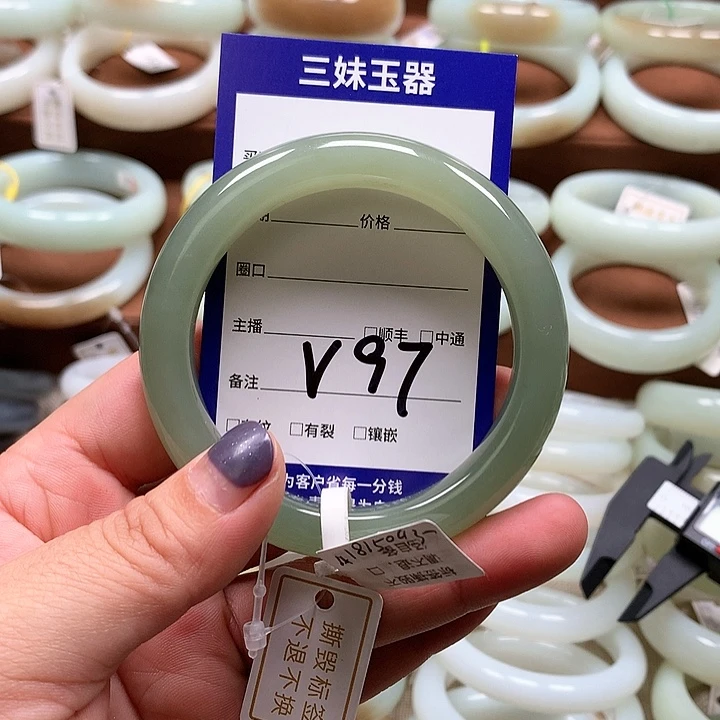 三妹玉器
价格
圈口
主播 □顺丰 □中通
V97
备注
□有裂 □镶嵌
为客户省每一分钱
撕毁标签
不退不换